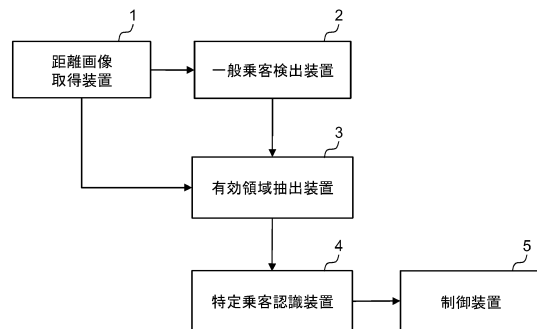 1
距離画像
取得装置
2
一般乗客検出装置
3
有効領域抽出装置
4
特定乗客認識装置
5
制御装置